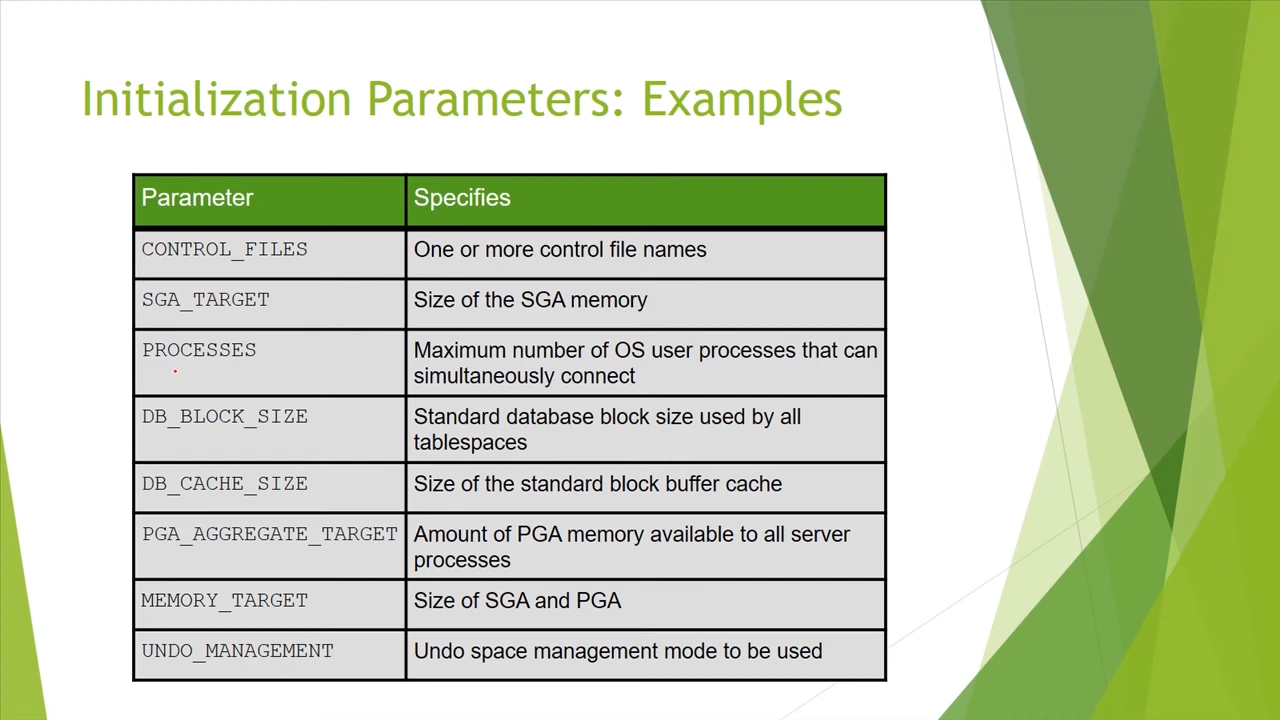 Initialization Parameters: Examples
Parameter
Specifies
CONTROL_FILES
One or more control file names
SGA_TARGET
Size of the SGA memory
PROCESSES
Maximum number of OS user processes that can
simultaneously connect
DB_BLOCK_SIZE
Standard database block size used by all
tablespaces
DB_CACHE_SIZE
Size of the standard block buffer cache
PGA_AGGREGATE_TARGET
Amount of PGA memory available to all server
processes
MEMORY_TARGET
Size of SGA and PGA
UNDO_MANAGEMENT
Undo space management mode to be used